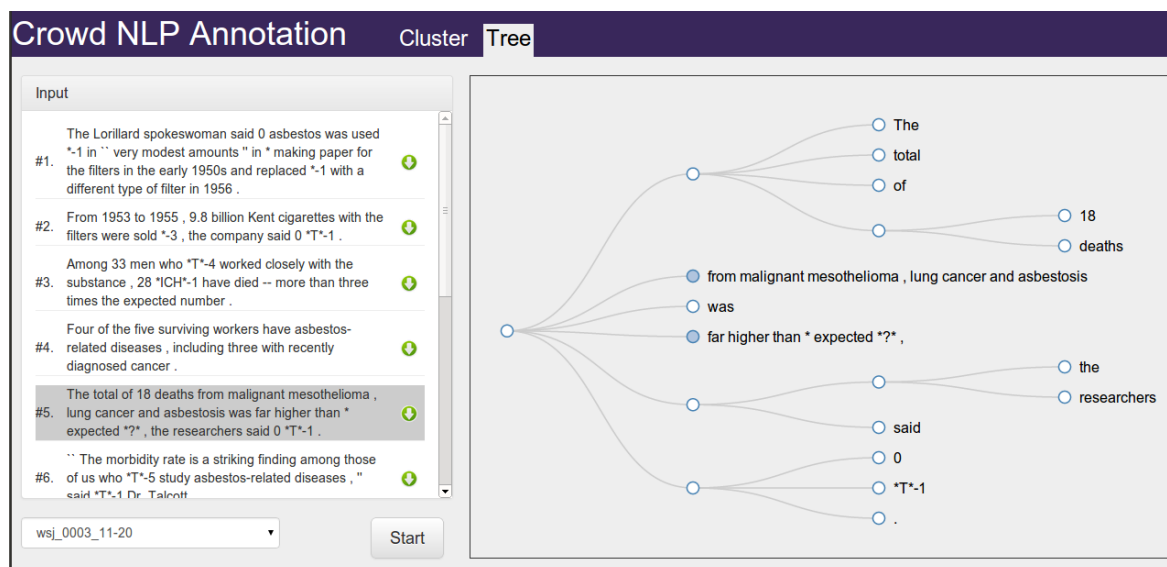 Crowd NLP Annotation Cluster Tree
Input
#1. The Lorillard spokeswoman said 0 asbestos was used
*-1 in `` very modest amounts '' in * making paper for
the filters in the early 1950s and replaced *-1 with a
different type of filter in 1956 .
#2. From 1953 to 1955 , 9.8 billion Kent cigarettes with the
filters were sold *-3 , the company said 0 *T*-1 .
#3. Among 33 men who *T*-4 worked closely with the
substance , 28 *ICH*-1 have died -- more than three
times the expected number .
#4. Four of the five surviving workers have asbestos-
related diseases , including three with recently
diagnosed cancer .
#5. The total of 18 deaths from malignant mesothelioma ,
lung cancer and asbestosis was far higher than *
expected *?* , the researchers said 0 *T*-1 .
#6. `` The morbidity rate is a striking finding among those
of us who *T*-5 study asbestos-related diseases , ''
said *T*-1 Dr. Talcott
wsj_0003_11-20
Start
The
total
of
18
deaths
from malignant mesothelioma , lung cancer and asbestosis
was
far higher than * expected *?* ,
the
researchers
said
0
*T*-1
.